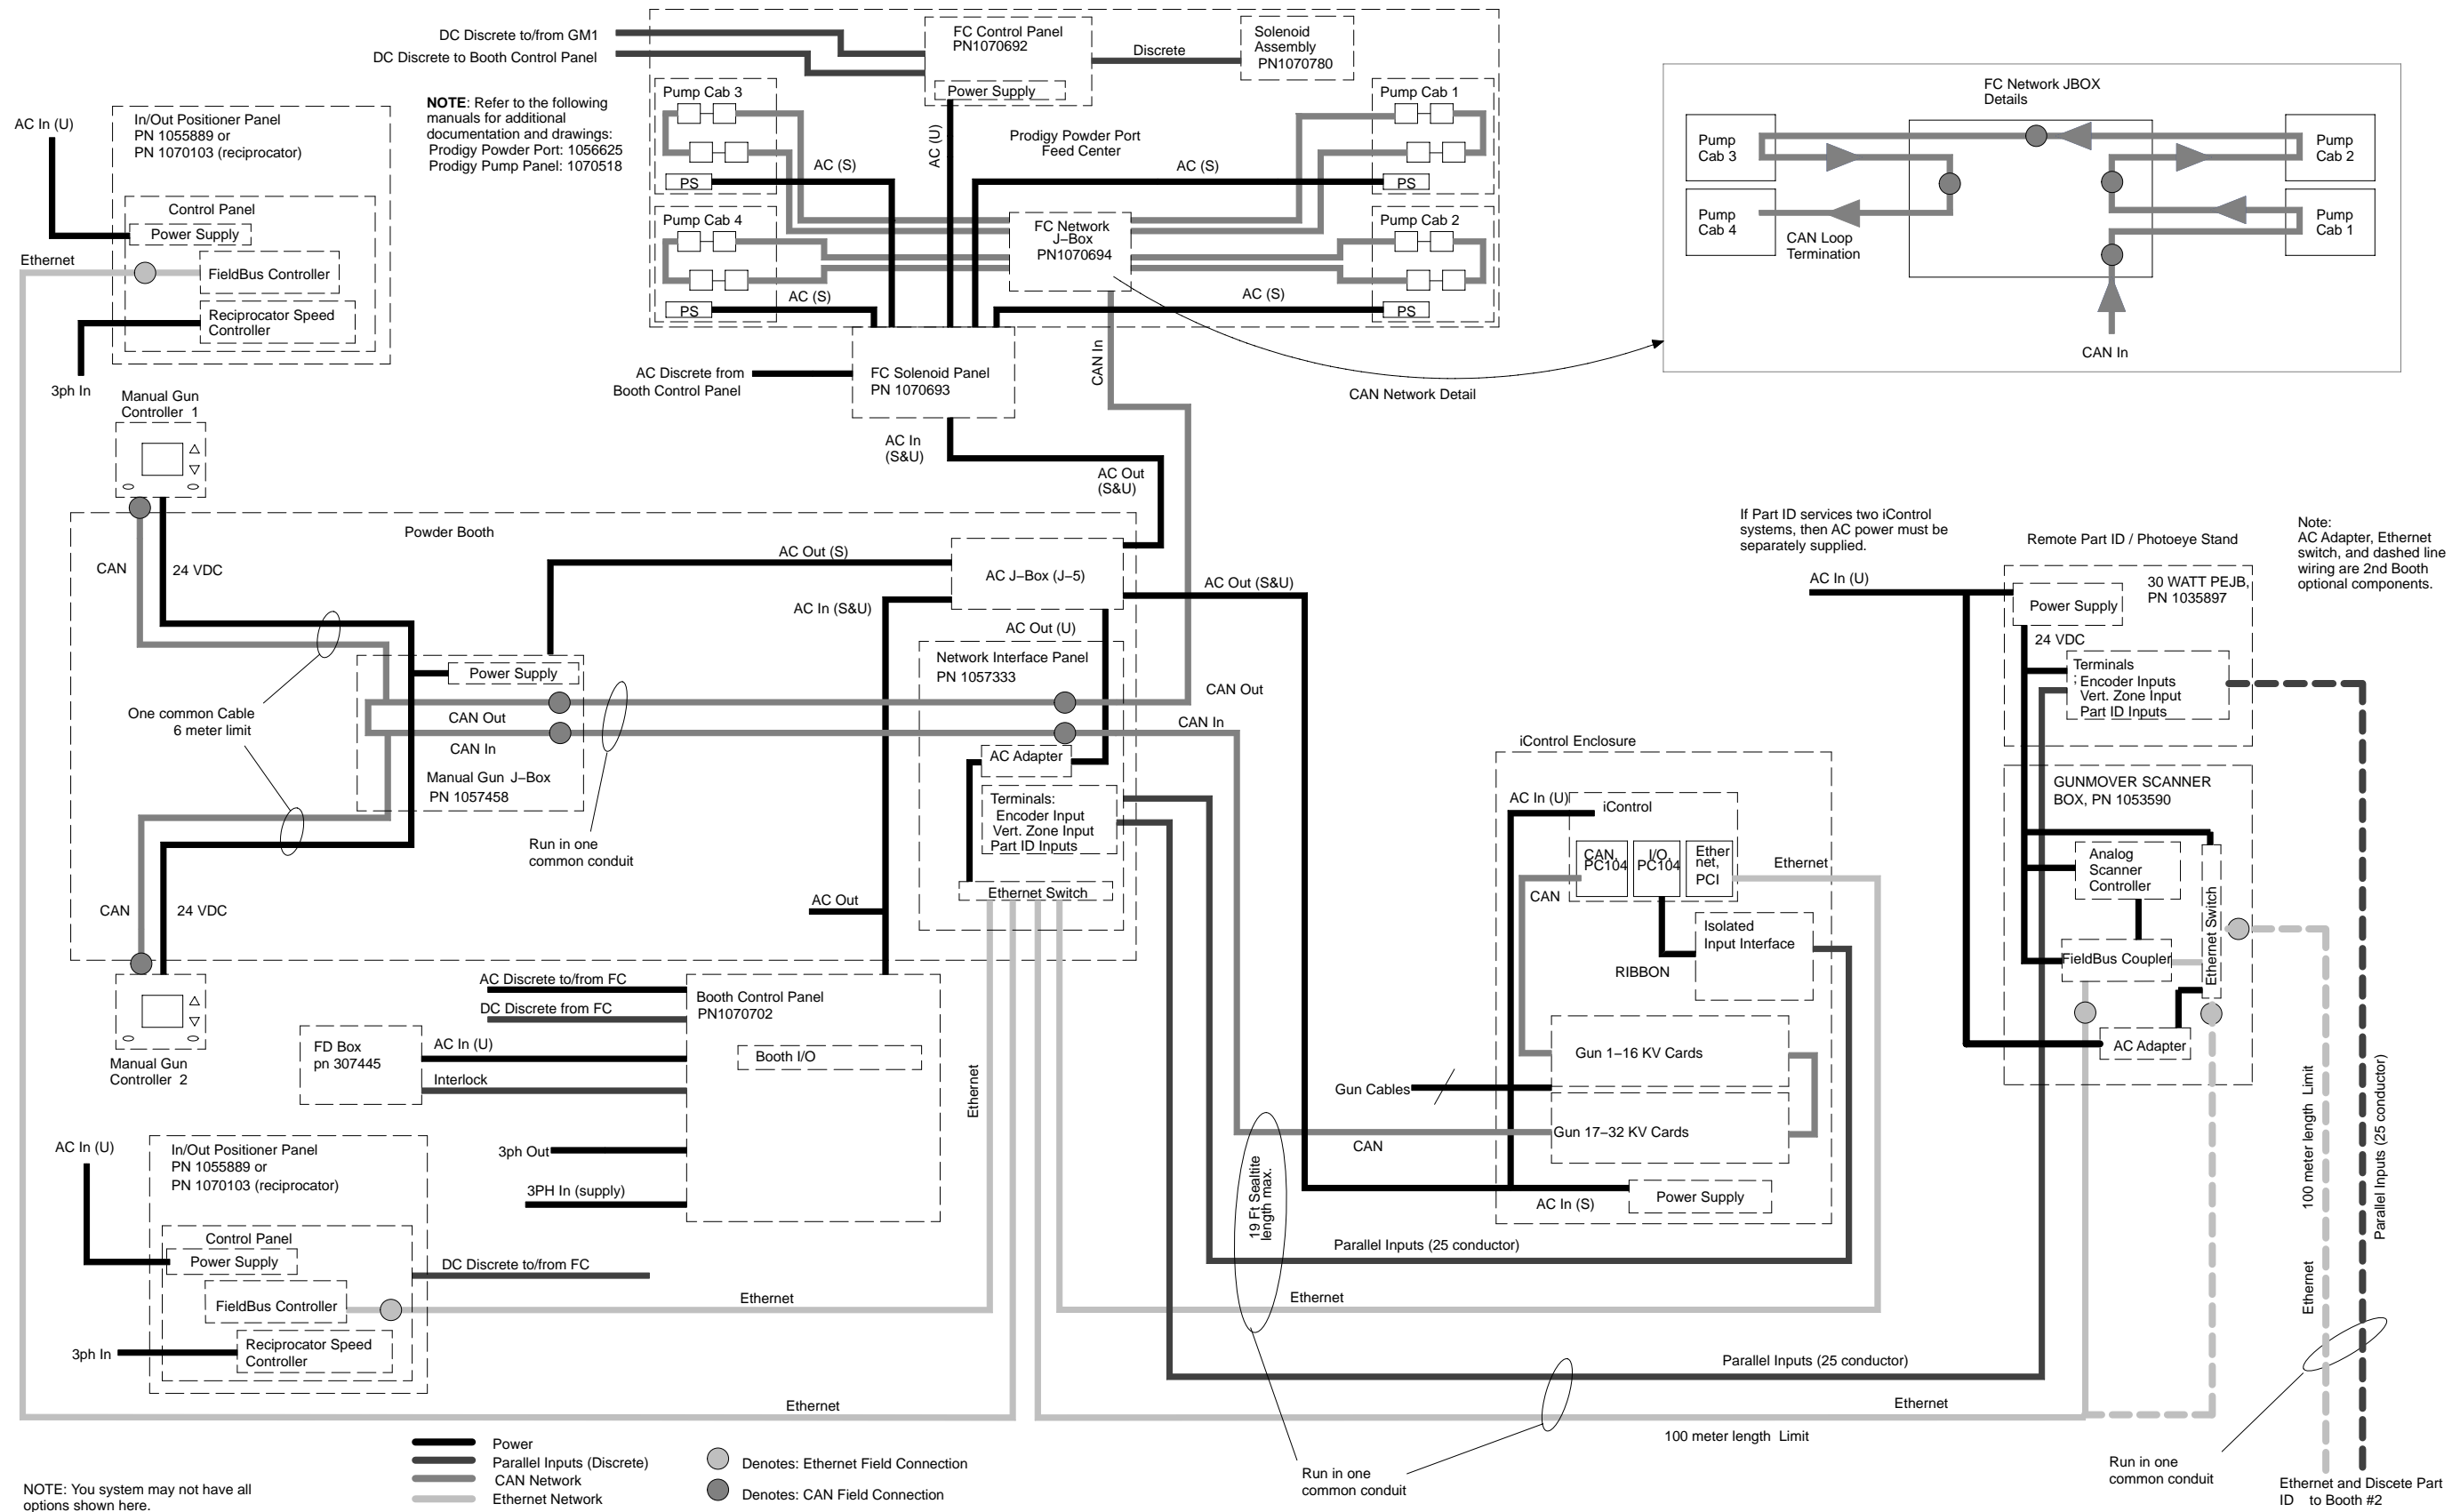 DC Discrete to/from GM1
DC Discrete to Booth Control Panel
FC Control Panel
PN1070692
Power Supply
Discrete
Solenoid
Assembly
PN1070780
NOTE: Refer to the following
manuals for additional
documentation and drawings:
Prodigy Powder Port: 1056625
Prodigy Pump Panel: 1070518
Pump Cab 3
PS
Pump Cab 4
PS
AC (S)
AC (S)
AC (U)
Prodigy Powder Port
Feed Center
AC (S)
AC (S)
Pump Cab 1
PS
Pump Cab 2
PS
FC Network
J–Box
PN1070694
FC Network JBOX
Details
Pump
Cab 3
Pump
Cab 4
Pump
Cab 2
Pump
Cab 1
CAN Loop
Termination
CAN In
CAN Network Detail
AC In (U)
In/Out Positioner Panel
PN 1055889 or
PN 1070103 (reciprocator)
Control Panel
Power Supply
Ethernet
FieldBus Controller
Reciprocator Speed
Controller
3ph In
AC Discrete from
Booth Control Panel
FC Solenoid Panel
PN 1070693
CAN In
AC In
(S&U)
AC Out
(S&U)
Manual Gun
Controller 1
Powder Booth
CAN
24 VDC
AC Out (S)
AC J–Box (J–5)
AC In (S&U)
AC Out (S&U)
AC Out (U)
Network Interface Panel
PN 1057333
Power Supply
CAN Out
CAN In
CAN Out
CAN In
Manual Gun J–Box
PN 1057458
One common Cable
6 meter limit
Run in one
common conduit
AC Adapter
Terminals:
Encoder Input
Vert. Zone Input
Part ID Inputs
Ethernet Switch
AC Out
CAN
24 VDC
Manual Gun
Controller 2
AC Discrete to/from FC
DC Discrete from FC
Booth Control Panel
PN1070702
Booth I/O
FD Box
pn 307445
AC In (U)
Interlock
3ph Out
3PH In (supply)
Ethernet
AC In (U)
In/Out Positioner Panel
PN 1055889 or
PN 1070103 (reciprocator)
Control Panel
Power Supply
DC Discrete to/from FC
FieldBus Controller
Ethernet
Reciprocator Speed
Controller
3ph In
Ethernet
iControl Enclosure
AC In (U)
iControl
CAN,
PC104
I/O,
PC104
Ether
net,
PCI
Ethernet
CAN
Isolated
Input Interface
RIBBON
Gun 1–16 KV Cards
Gun Cables
Gun 17–32 KV Cards
CAN
AC In (S)
Power Supply
19 Ft Sealtite
length max.
Parallel Inputs (25 conductor)
Ethernet
Parallel Inputs (25 conductor)
Ethernet
100 meter length Limit
Run in one
common conduit
If Part ID services two iControl
systems, then AC power must be
separately supplied.
AC In (U)
Remote Part ID / Photoeye Stand
Note:
AC Adapter, Ethernet
switch, and dashed line
wiring are 2nd Booth
optional components.
30 WATT PEJB,
PN 1035897
Power Supply
24 VDC
Terminals
:
Encoder Inputs
Vert. Zone Input
Part ID Inputs
GUNMOVER SCANNER
BOX, PN 1053590
Analog
Scanner
Controller
Ethernet Switch
FieldBus Coupler
AC Adapter
100 meter length Limit
Ethernet
Parallel Inputs (25 conductor)
Run in one
common conduit
Ethernet and Discete Part
ID to Booth #2
Power
Parallel Inputs (Discrete)
CAN Network
Ethernet Network
Denotes: Ethernet Field Connection
Denotes: CAN Field Connection
NOTE: You system may not have all
options shown here.